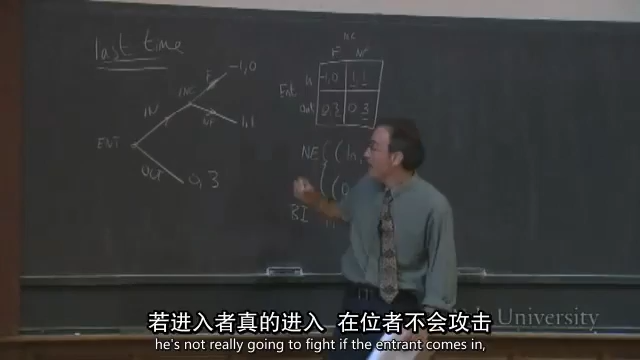 last time
INC
F
NF
-1,0
INC
F
NF
1,1
IN
ENT
OUT
0,3
Ent
In
-1,0
1 1
Out
0,3
0 3
NE { (In,
(0
BI
University
若进入者真的进入 在位者不会攻击
he's not really going to fight if the entrant comes in,